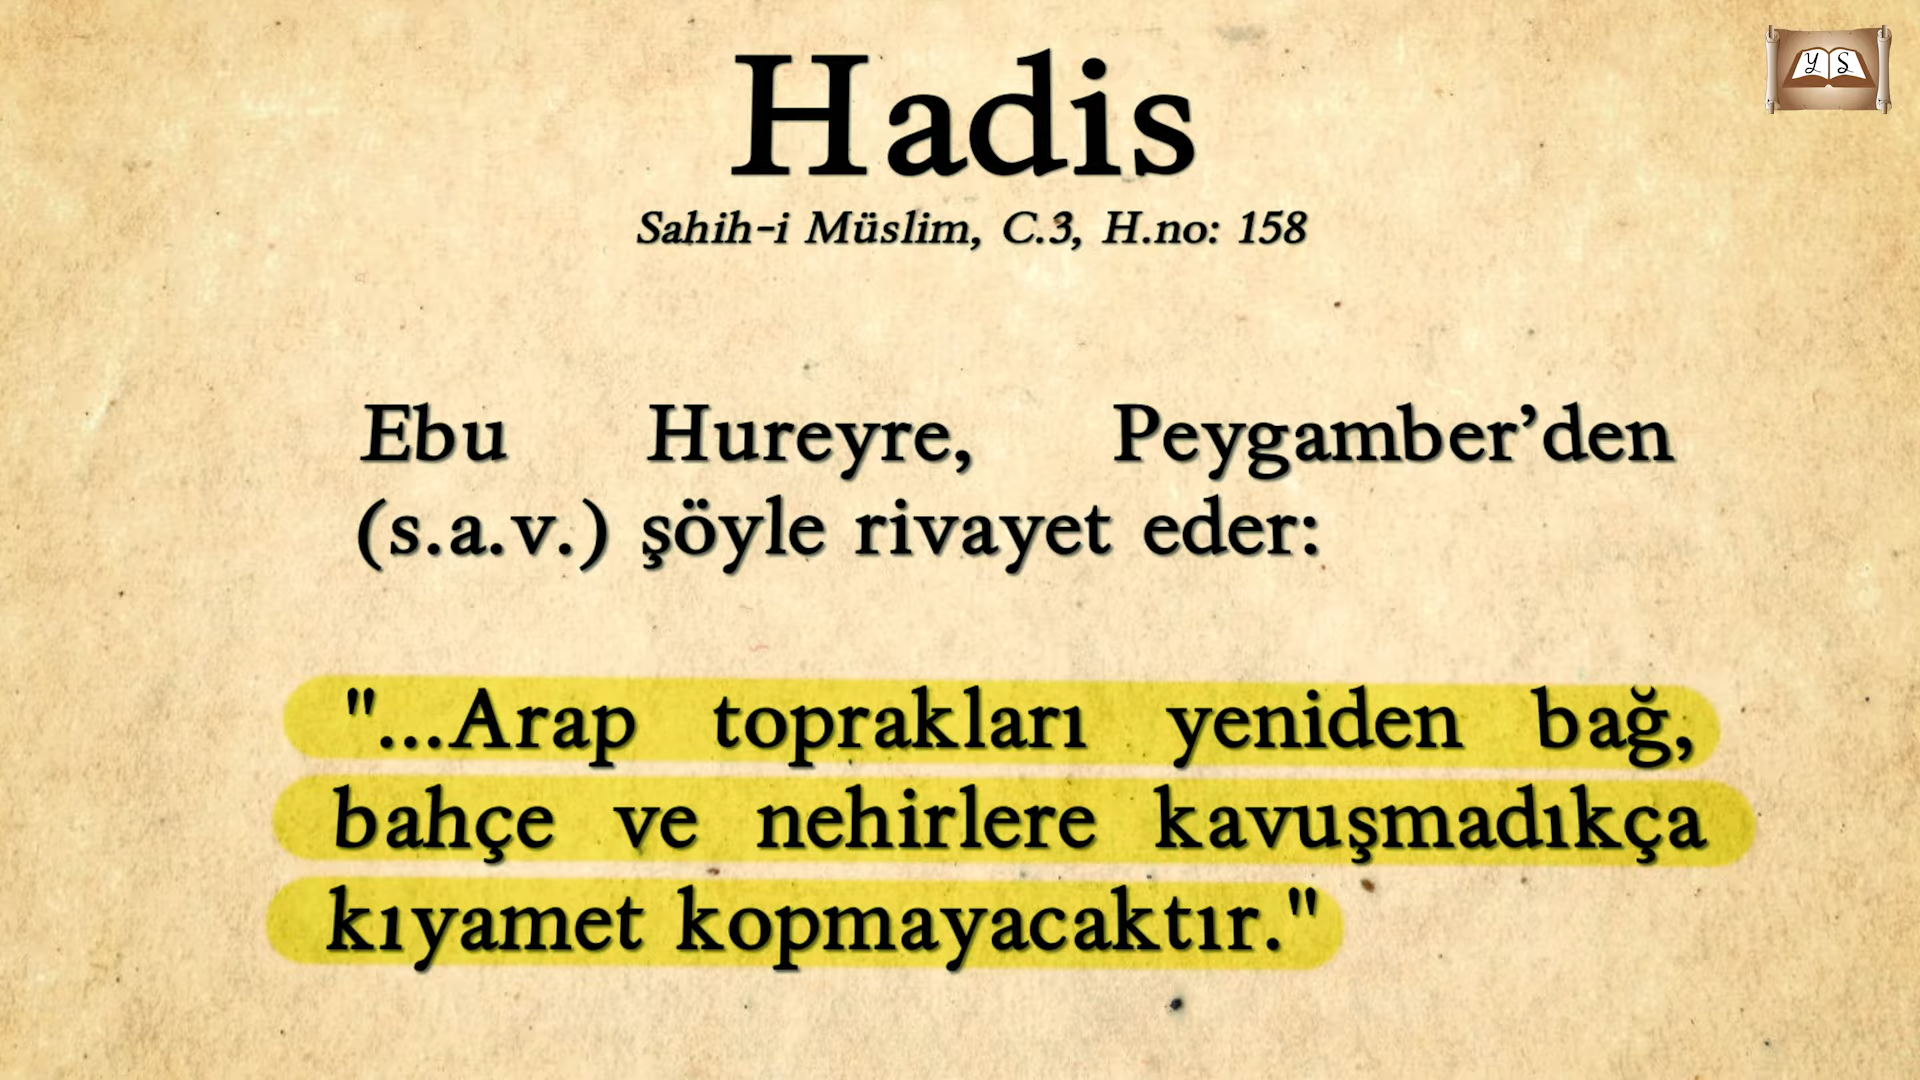 Hadis
Y S
Sahih-i Müslim, C.3, H.no: 158
Ebu Hureyre, Peygamber’den
(s.a.v.) şöyle rivayet eder:
"...Arap toprakları yeniden bağ,
bahçe ve nehirlere kavuşmadıkça
kıyamet kopmayacaktır."